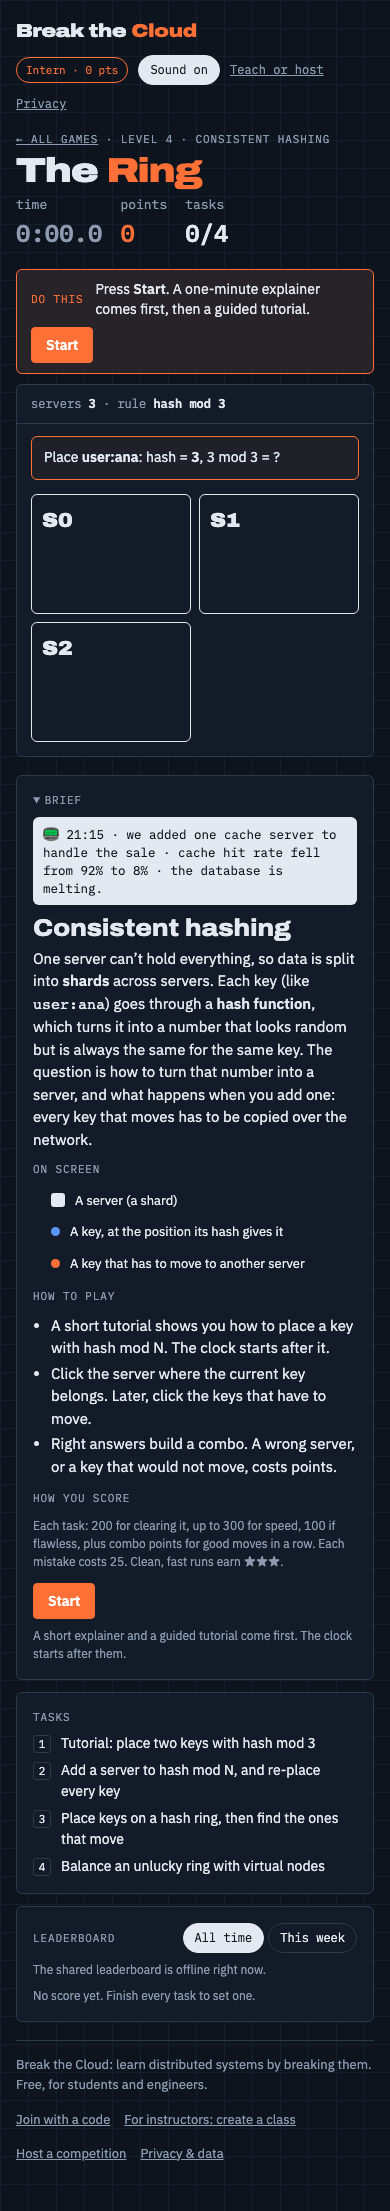 Break the Cloud
Intern · 0 pts
Sound on
Teach or host
Privacy
← ALL GAMES · LEVEL 4 · CONSISTENT HASHING
The Ring
time points tasks
0:00.0 0 0/4
DO THIS
Press Start. A one-minute explainer
comes first, then a guided tutorial.
Start
servers 3 · rule hash mod 3
Place user:ana: hash = 3, 3 mod 3 = ?
S0
S1
S2
▼ BRIEF
21:15 · we added one cache server to
handle the sale · cache hit rate fell
from 92% to 8% · the database is
melting.
Consistent hashing
One server can’t hold everything, so data is split
into shards across servers. Each key (like
user:ana) goes through a hash function,
which turns it into a number that looks random
but is always the same for the same key. The
question is how to turn that number into a
server, and what happens when you add one:
every key that moves has to be copied over the
network.
ON SCREEN
A server (a shard)
A key, at the position its hash gives it
A key that has to move to another server
HOW TO PLAY
• A short tutorial shows you how to place a key
with hash mod N. The clock starts after it.
• Click the server where the current key
belongs. Later, click the keys that have to
move.
• Right answers build a combo. A wrong server,
or a key that would not move, costs points.
HOW YOU SCORE
Each task: 200 for clearing it, up to 300 for speed, 100 if
flawless, plus combo points for good moves in a row. Each
mistake costs 25. Clean, fast runs earn ★★★.
Start
A short explainer and a guided tutorial come first. The clock
starts after them.
TASKS
1 Tutorial: place two keys with hash mod 3
2 Add a server to hash mod N, and re-place
every key
3 Place keys on a hash ring, then find the ones
that move
4 Balance an unlucky ring with virtual nodes
LEADERBOARD
All time
This week
The shared leaderboard is offline right now.
No score yet. Finish every task to set one.
Break the Cloud: learn distributed systems by breaking them.
Free, for students and engineers.
Join with a code
For instructors: create a class
Host a competition
Privacy & data